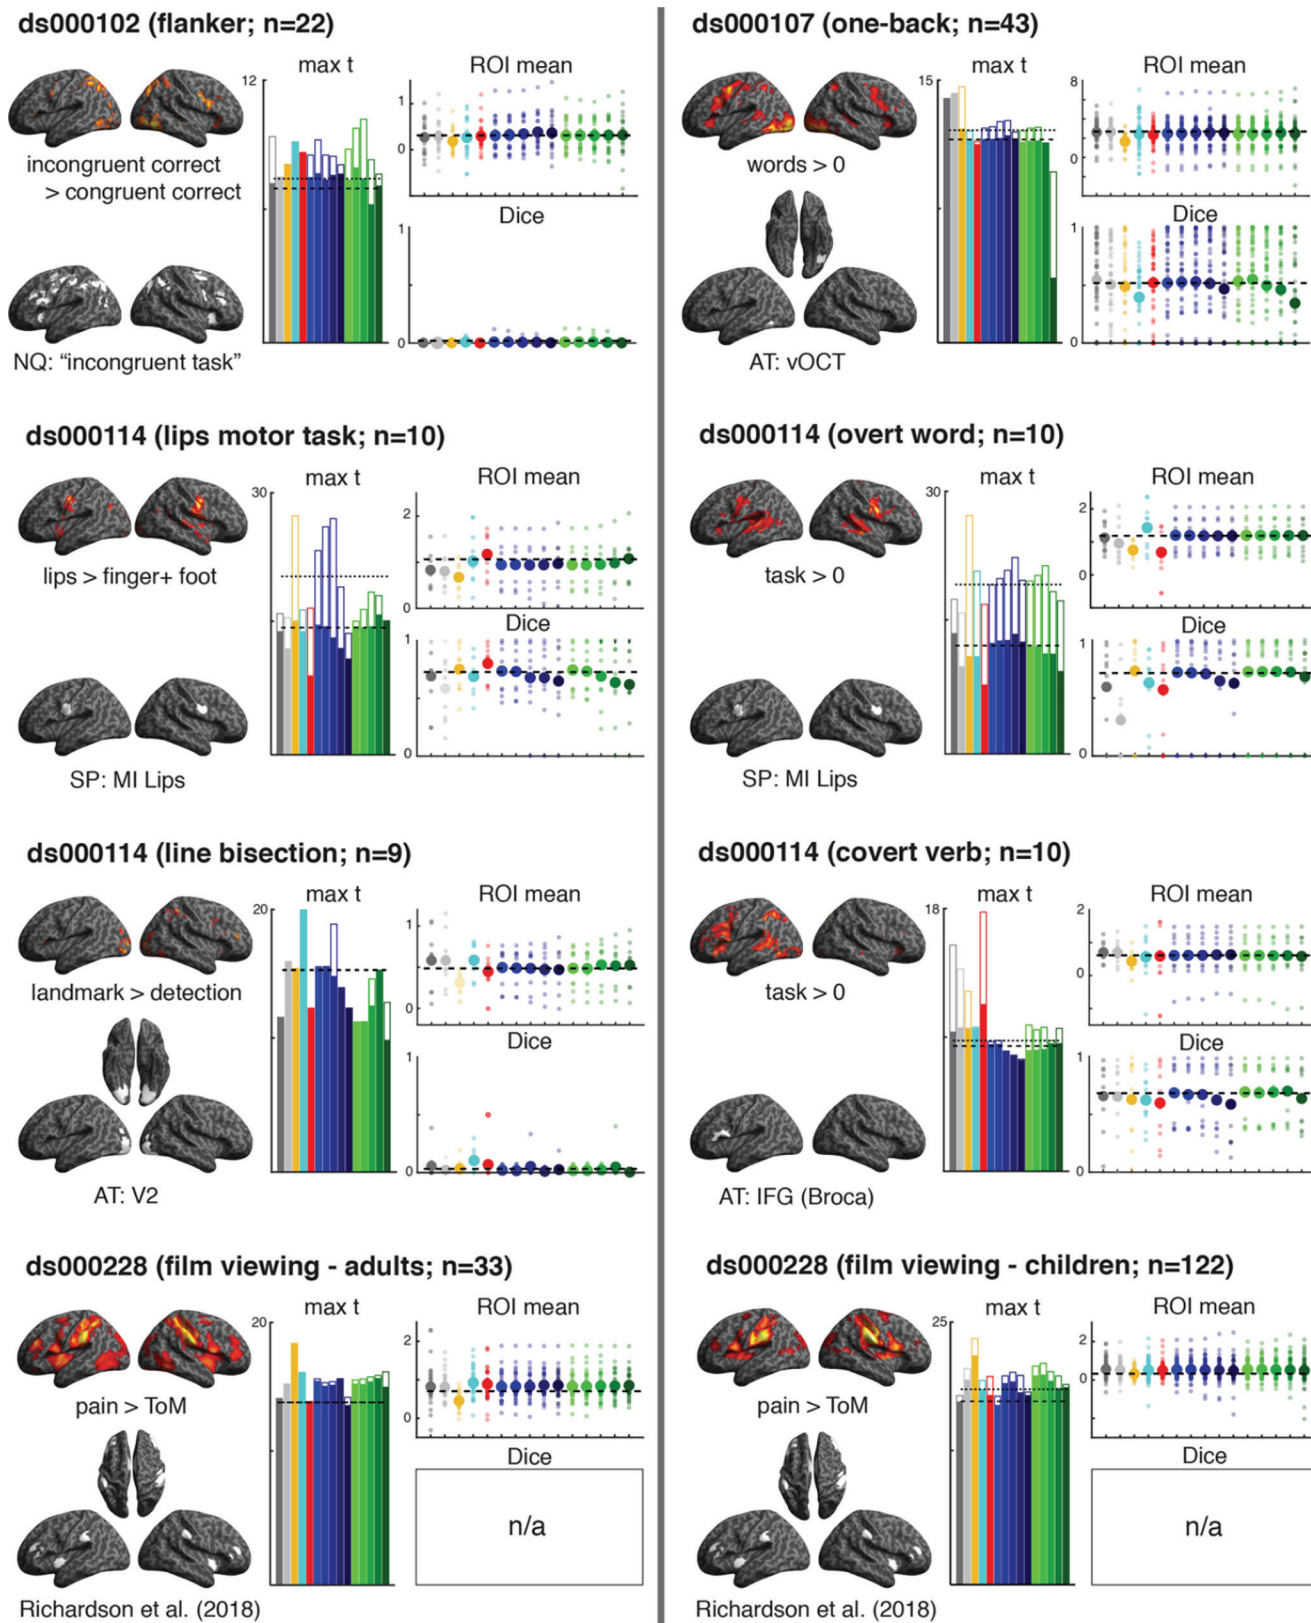 ds000102 (flanker; n=22)
max t
ROI mean
12
1
0
incongruent correct
> congruent correct
Dice
1
0
NQ: “incongruent task”
ds000107 (one-back; n=43)
max t
ROI mean
15
8
0
words > 0
Dice
1
0
AT: vOCT
ds000114 (lips motor task; n=10)
max t
ROI mean
30
2
1
0
lips > finger+ foot
Dice
1
0
SP: MI Lips
ds000114 (overt word; n=10)
max t
ROI mean
30
2
1
0
task > 0
Dice
1
0
SP: MI Lips
ds000114 (line bisection; n=9)
max t
ROI mean
20
1
0
landmark > detection
Dice
1
0
AT: V2
ds000114 (covert verb; n=10)
max t
ROI mean
18
2
0
task > 0
Dice
1
0
AT: IFG (Broca)
ds000228 (film viewing - adults; n=33)
max t
ROI mean
20
2
1
0
pain > ToM
Dice
n/a
Richardson et al. (2018)
ds000228 (film viewing - children; n=122)
max t
ROI mean
25
2
0
pain > ToM
Dice
n/a
Richardson et al. (2018)